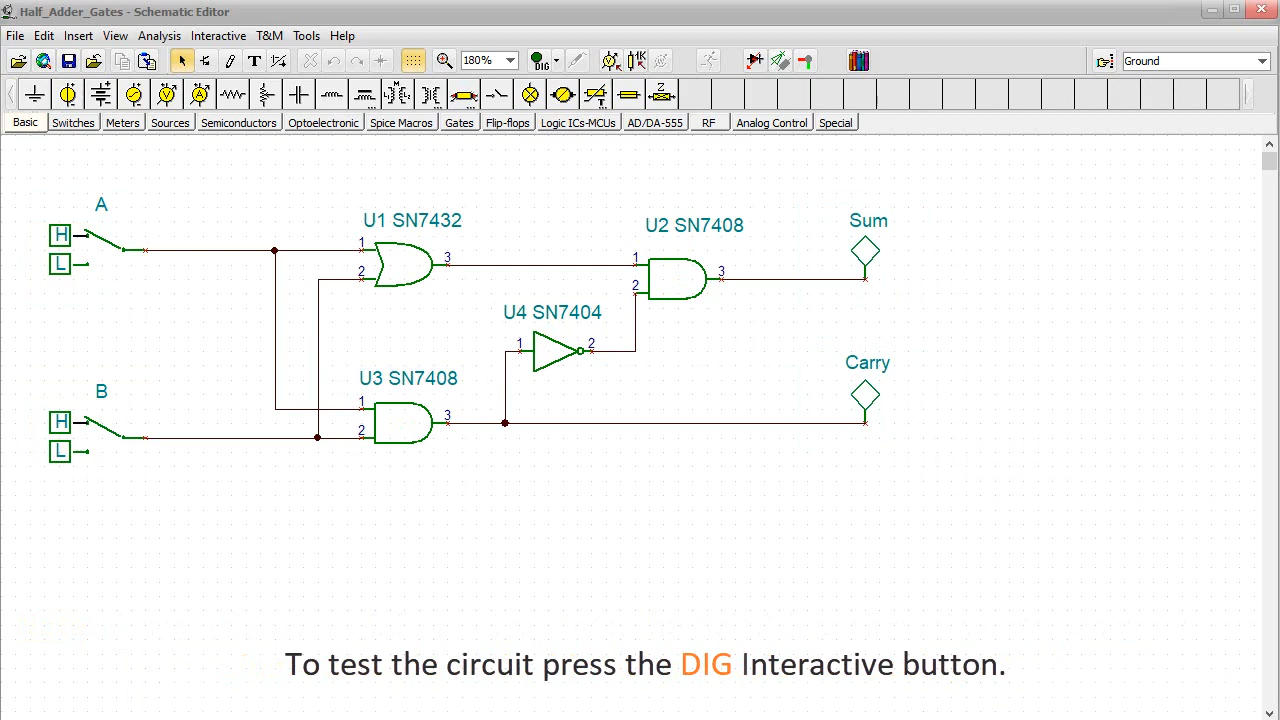 Half_Adder_Gates - Schematic Editor
File Edit Insert View Analysis Interactive T&M Tools Help
180% DIG Ground
Basic Switches Meters Sources Semiconductors Optoelectronic Spice Macros Gates Flip-flops Logic ICs-MCUs AD/DA-555 RF Analog Control Special
A
H
L
U1 SN7432
1
2
3
U2 SN7408
1
2
3
Sum
U4 SN7404
1
2
B
H
L
U3 SN7408
1
2
3
Carry
To test the circuit press the DIG Interactive button.